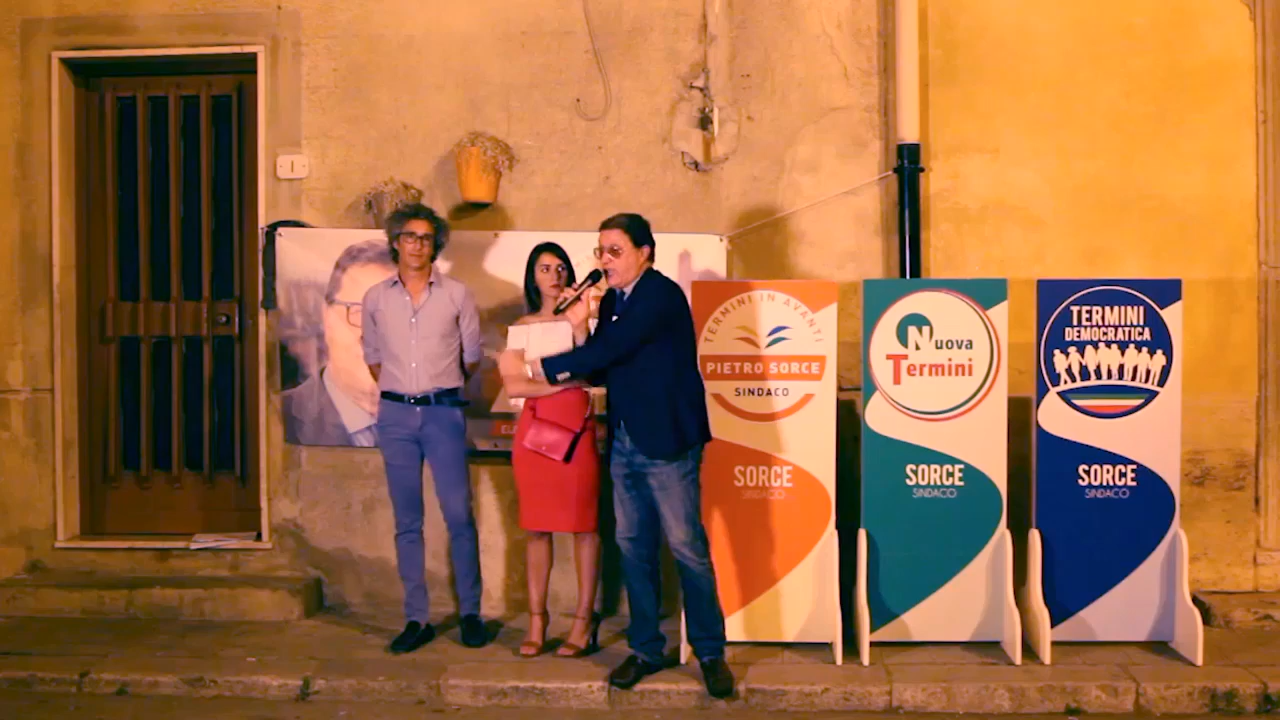 TERMINI IN AVANTI
PIETRO SORCE
SINDACO
SORCE
SINDACO
Nuova
Termini
SORCE
SINDACO
TERMINI
DEMOCRATICA
SORCE
SINDACO